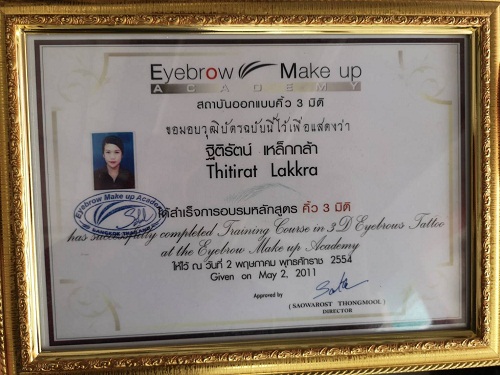 Eyebrow Make up
ACADEMY
สถาบันออกแบบคิ้ว 3 มิติ
ขอมอบวุฒิบัตรฉบับนี้ไว้เพื่อแสดงว่า
ฐิติรัตน์ เหล็กกล้า
Thitirat Lakkra
Eyebrow Make up Academy
BANGKOK THAILAND
ได้สำเร็จการอบรมหลักสูตร คิ้ว 3 มิติ
has successfully completed Training Course in 3D Eyebrows Tattoo
at the Eyebrow Make up Academy
ให้ไว้ ณ วันที่ 2 พฤษภาคม พุทธศักราช 2554
Given on May 2, 2011
Approved by
( SAOWAROST THONGMOOL )
DIRECTOR